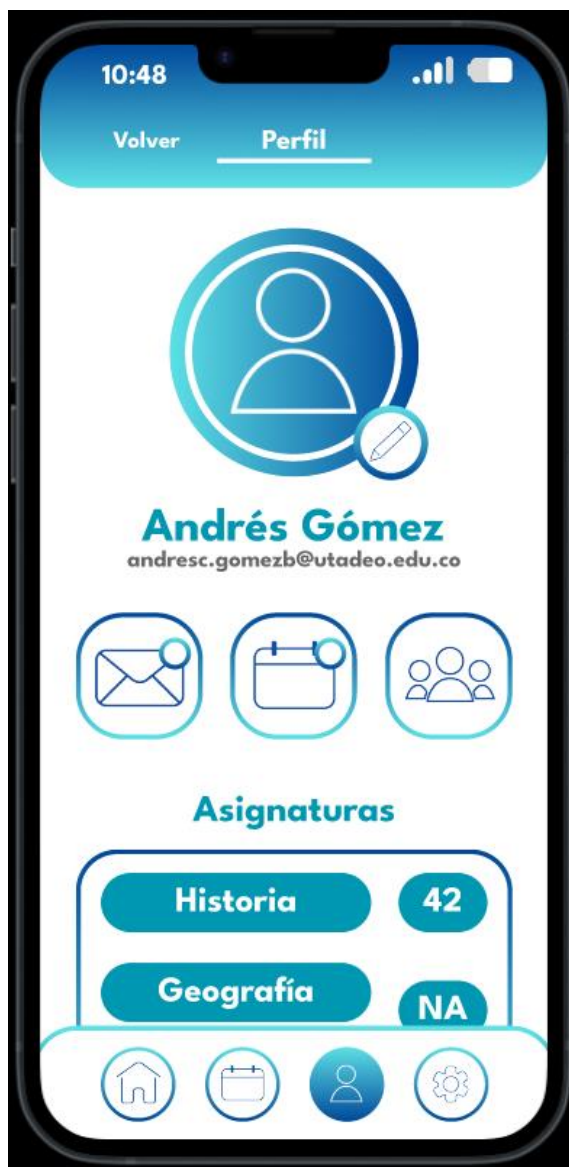 10:48
Volver Perfil
Andrés Gómez
andresc.gomezb@utadeo.edu.co
Asignaturas
Historia 42
Geografía NA